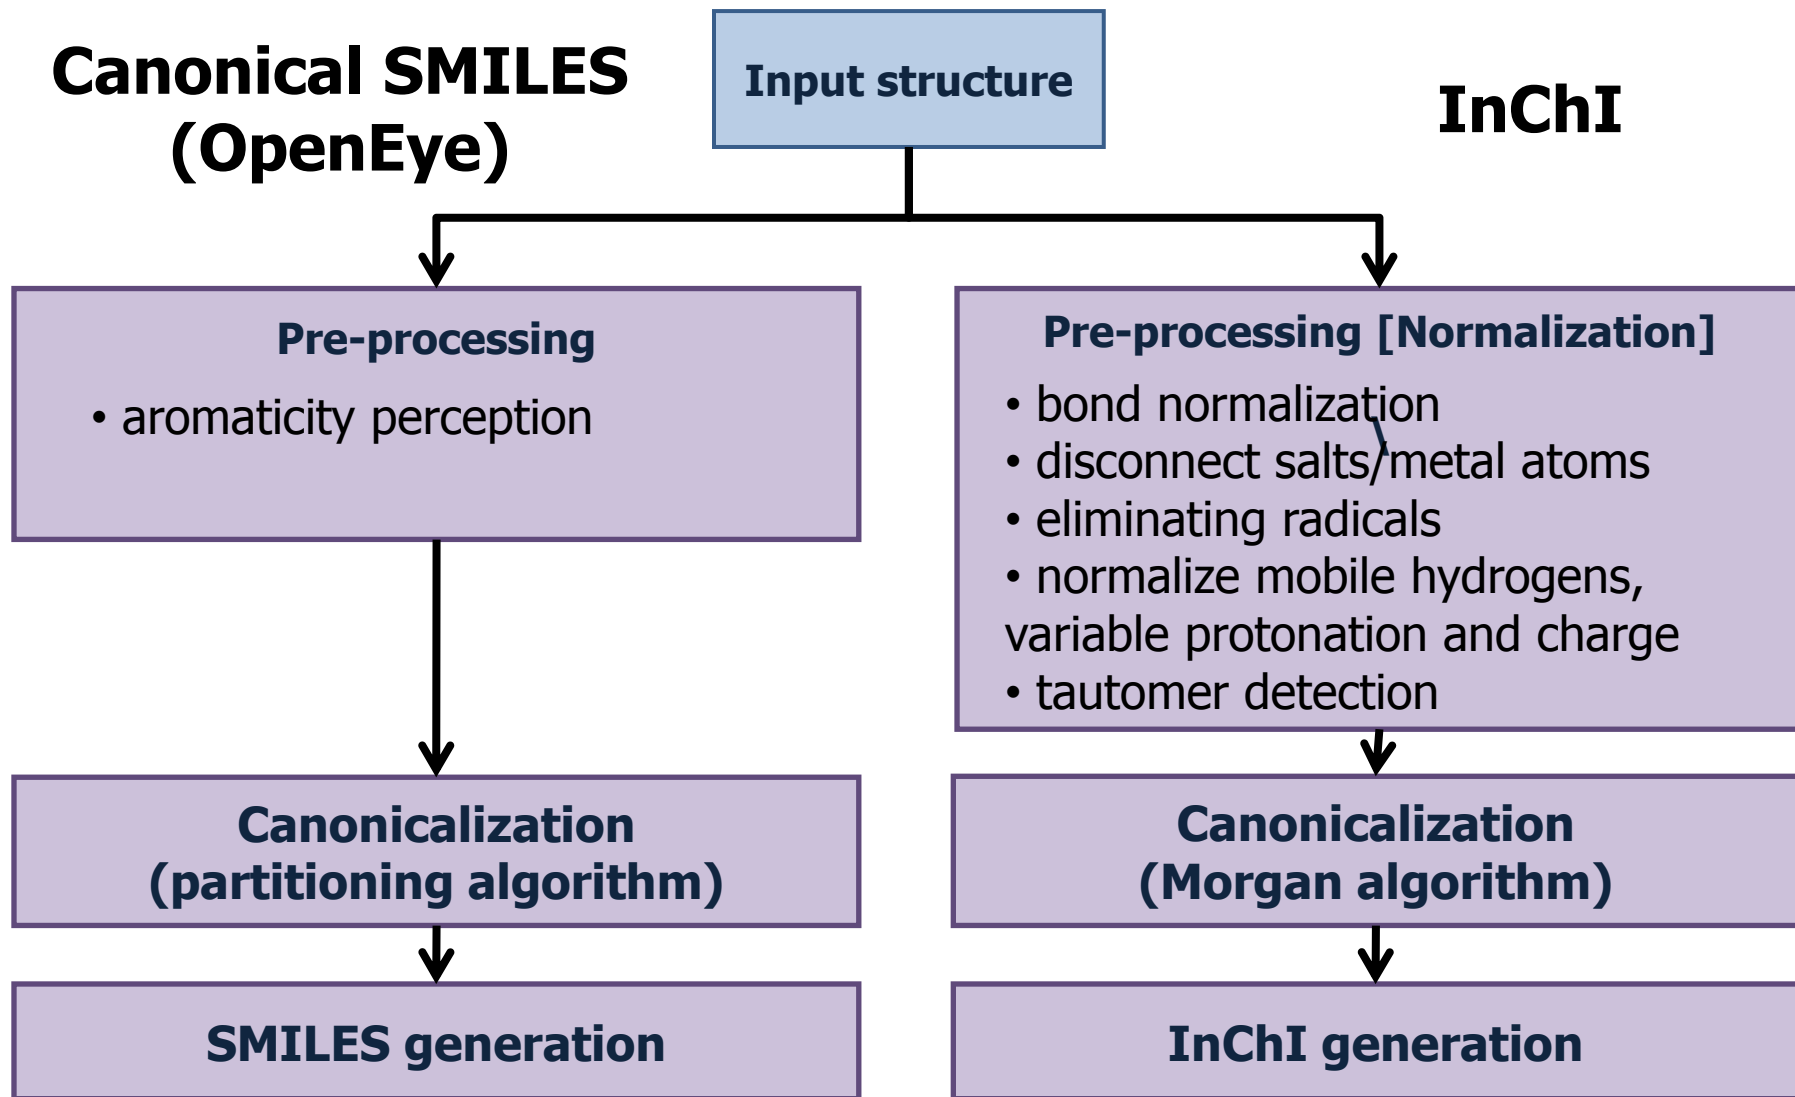 Canonical SMILES
(OpenEye)
Input structure
InChI
Pre-processing
• aromaticity perception
Pre-processing [Normalization]
• bond normalization
• disconnect salts/metal atoms
• eliminating radicals
• normalize mobile hydrogens,
variable protonation and charge
• tautomer detection
Canonicalization
(partitioning algorithm)
Canonicalization
(Morgan algorithm)
SMILES generation
InChI generation